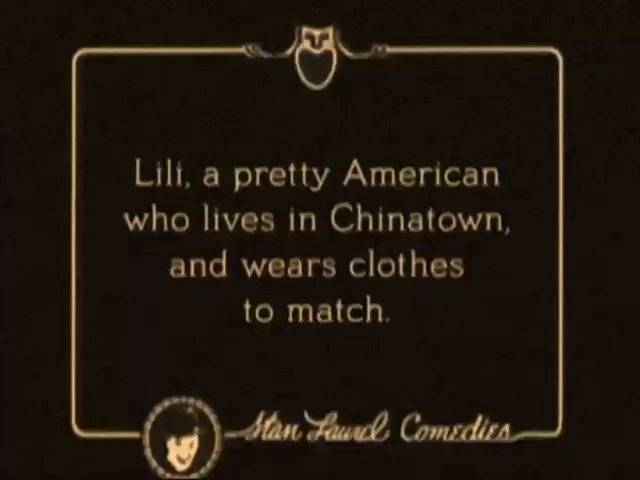 Lili, a pretty American
who lives in Chinatown,
and wears clothes
to match.
Stan Laurel Comedies